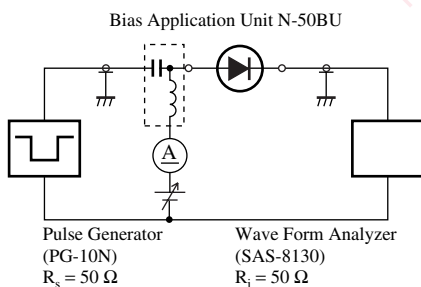 Bias Application Unit N-50BU
A
Pulse Generator
(PG-10N)
Rs = 50 Ω
Wave Form Analyzer
(SAS-8130)
Ri = 50 Ω